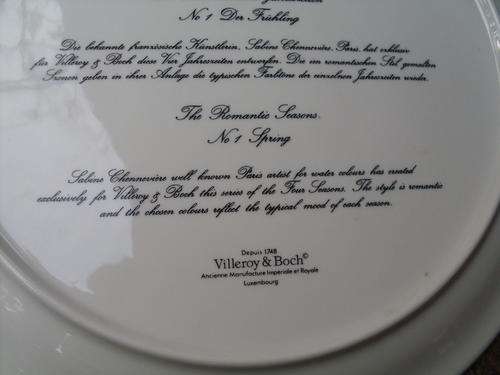 No 1 Der Frühling
Die bekannte französische Künstlerin, Sabine Chennevière, Paris, hat exklusiv
für Villeroy & Boch diese Vier Jahreszeiten entworfen. Die im romantischen Stil gemalten
Szenen geben in ihrer Anlage die typischen Farbtöne der einzelnen Jahreszeiten wieder.
The Romantic Seasons.
No 1 Spring
Sabine Chennevière well known Paris artist for water colours has created
exclusively for Villeroy & Boch this series of the Four Seasons. The style is romantic
and the chosen colours reflect the typical mood of each season.
Depuis 1748
Villeroy & Boch©
Ancienne Manufacture Impériale et Royale
Luxembourg